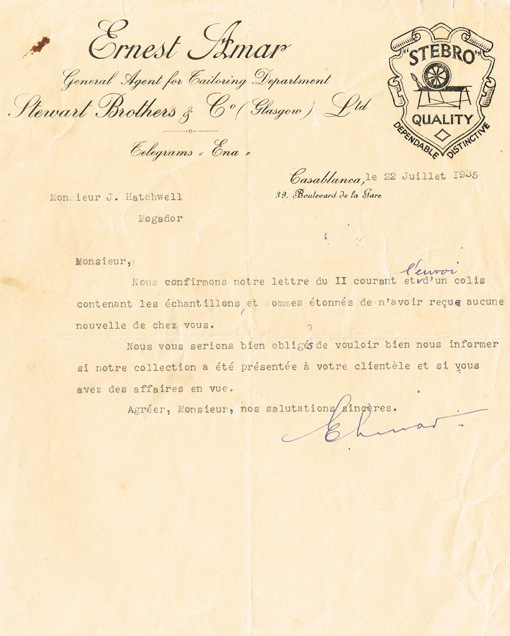 Ernest Amar
General Agent for Tailoring Department
Stewart Brothers & Co (Glasgow) Ltd
Telegrams „ Ena „
"STEBRO"
QUALITY
DEPENDABLE DISTINCTIVE
Casablanca, le 22 Juillet 1935
39, Boulevard de la Gare
Monsieur J. Hatchwell
Mogador
Monsieur,
l'envoi
Nous confirmons notre lettre du II courant et d'un colis
contenant les échantillons et sommes étonnés de n'avoir reçue aucune
nouvelle de chez vous.
Nous vous serions bien obligés de vouloir bien nous informer
si notre collection a été présentée à votre clientèle et si vous
avez des affaires en vue.
Agréer, Monsieur, nos salutations sincères.